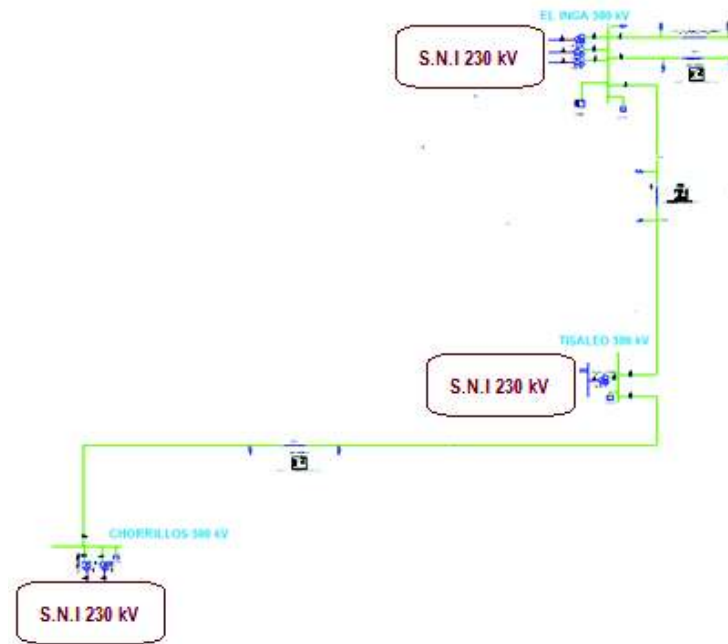 EL INGA 500 kV
S.N.I 230 kV
TISALEO 500 kV
S.N.I 230 kV
CHORRILLOS 500 kV
S.N.I 230 kV